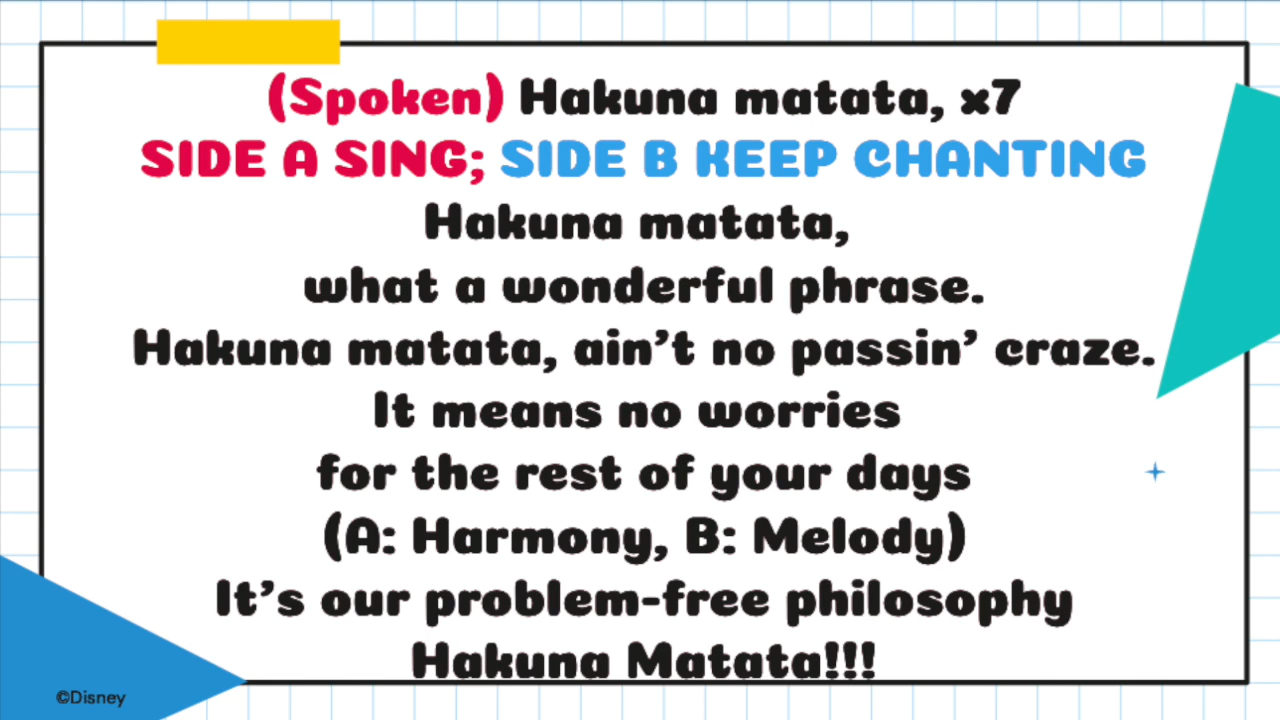 (Spoken) Hakuna matata, x7
SIDE A SING; SIDE B KEEP CHANTING
Hakuna matata,
what a wonderful phrase.
Hakuna matata, ain’t no passin’ craze.
It means no worries
for the rest of your days
(A: Harmony, B: Melody)
It’s our problem-free philosophy
Hakuna Matata!!!
©Disney